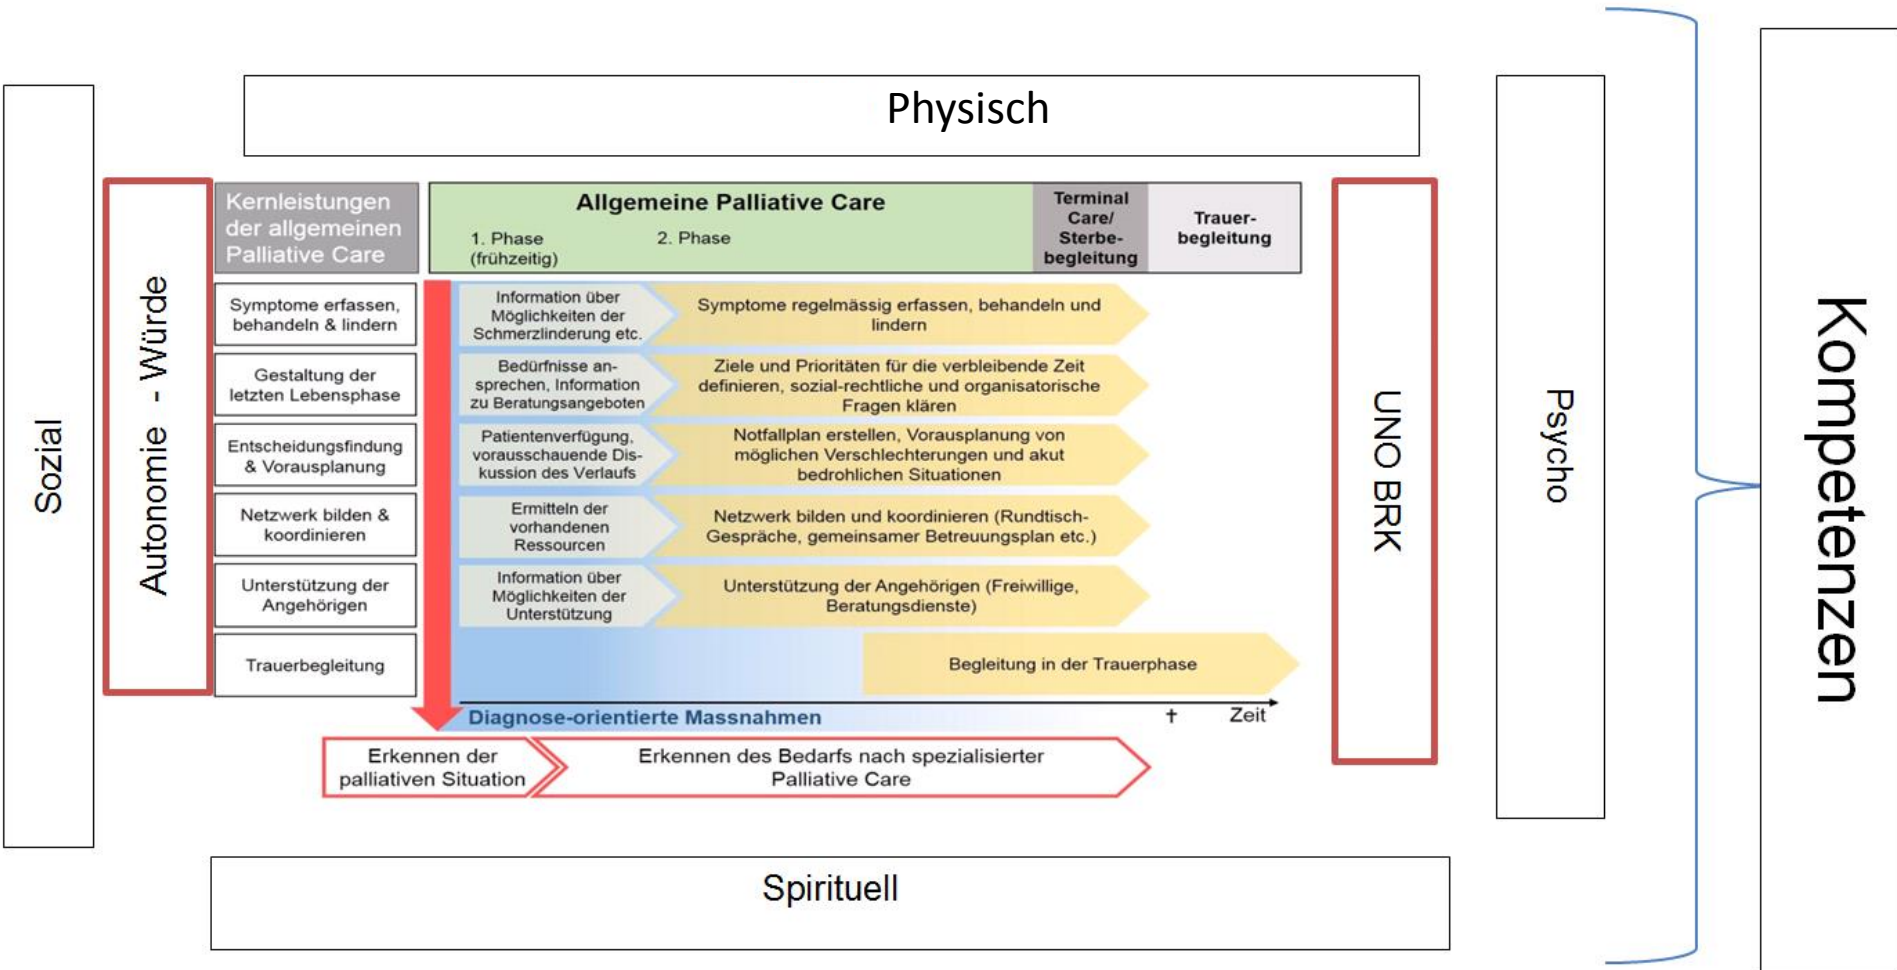 Physisch
Sozial
Autonomie - Würde
Kernleistungen
der allgemeinen
Palliative Care
Allgemeine Palliative Care
1. Phase
(frühzeitig)
2. Phase
Terminal
Care/
Sterbe-
begleitung
Trauer-
begleitung
Symptome erfassen,
behandeln & lindern
Information über
Möglichkeiten der
Schmerzlinderung etc.
Symptome regelmässig erfassen, behandeln und
lindern
Gestaltung der
letzten Lebensphase
Bedürfnisse an-
sprechen, Information
zu Beratungsangeboten
Ziele und Prioritäten für die verbleibende Zeit
definieren, sozial-rechtliche und organisatorische
Fragen klären
Entscheidungsfindung
& Vorausplanung
Patientenverfügung,
vorausschauende Dis-
kussion des Verlaufs
Notfallplan erstellen, Vorausplanung von
möglichen Verschlechterungen und akut
bedrohlichen Situationen
Netzwerk bilden &
koordinieren
Ermitteln der
vorhandenen
Ressourcen
Netzwerk bilden und koordinieren (Rundtisch-
Gespräche, gemeinsamer Betreuungsplan etc.)
Unterstützung der
Angehörigen
Information über
Möglichkeiten der
Unterstützung
Unterstützung der Angehörigen (Freiwillige,
Beratungsdienste)
Trauerbegleitung
Begleitung in der Trauerphase
Diagnose-orientierte Massnahmen
† Zeit
Erkennen der
palliativen Situation
Erkennen des Bedarfs nach spezialisierter
Palliative Care
UNO BRK
Psycho
Kompetenzen
Spirituell